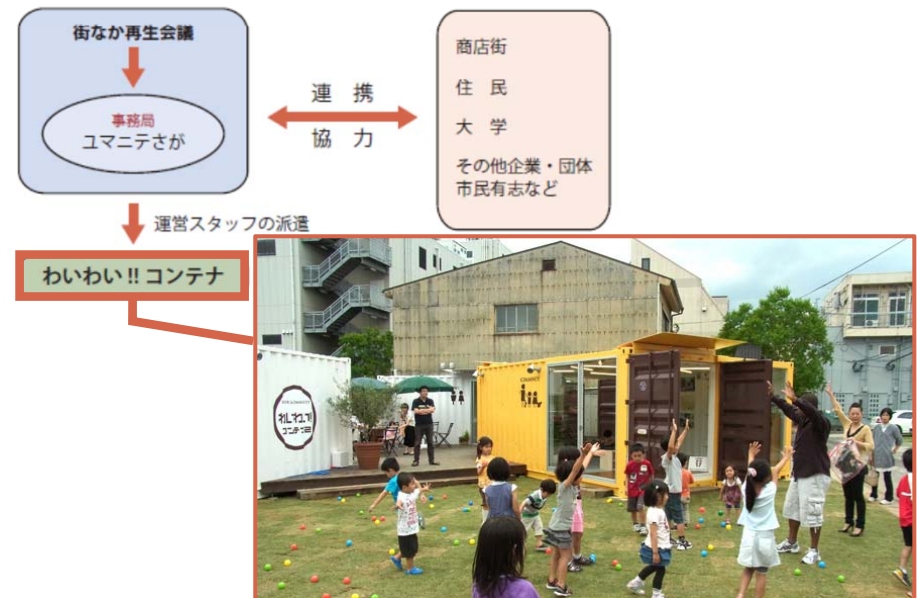 街なか再生会議
事務局
ユマニテさが
連 携
協 力
商店街
住 民
大 学
その他企業・団体
市民有志など
運営スタッフの派遣
わいわい!!コンテナ
わいわい!!
コンテナ